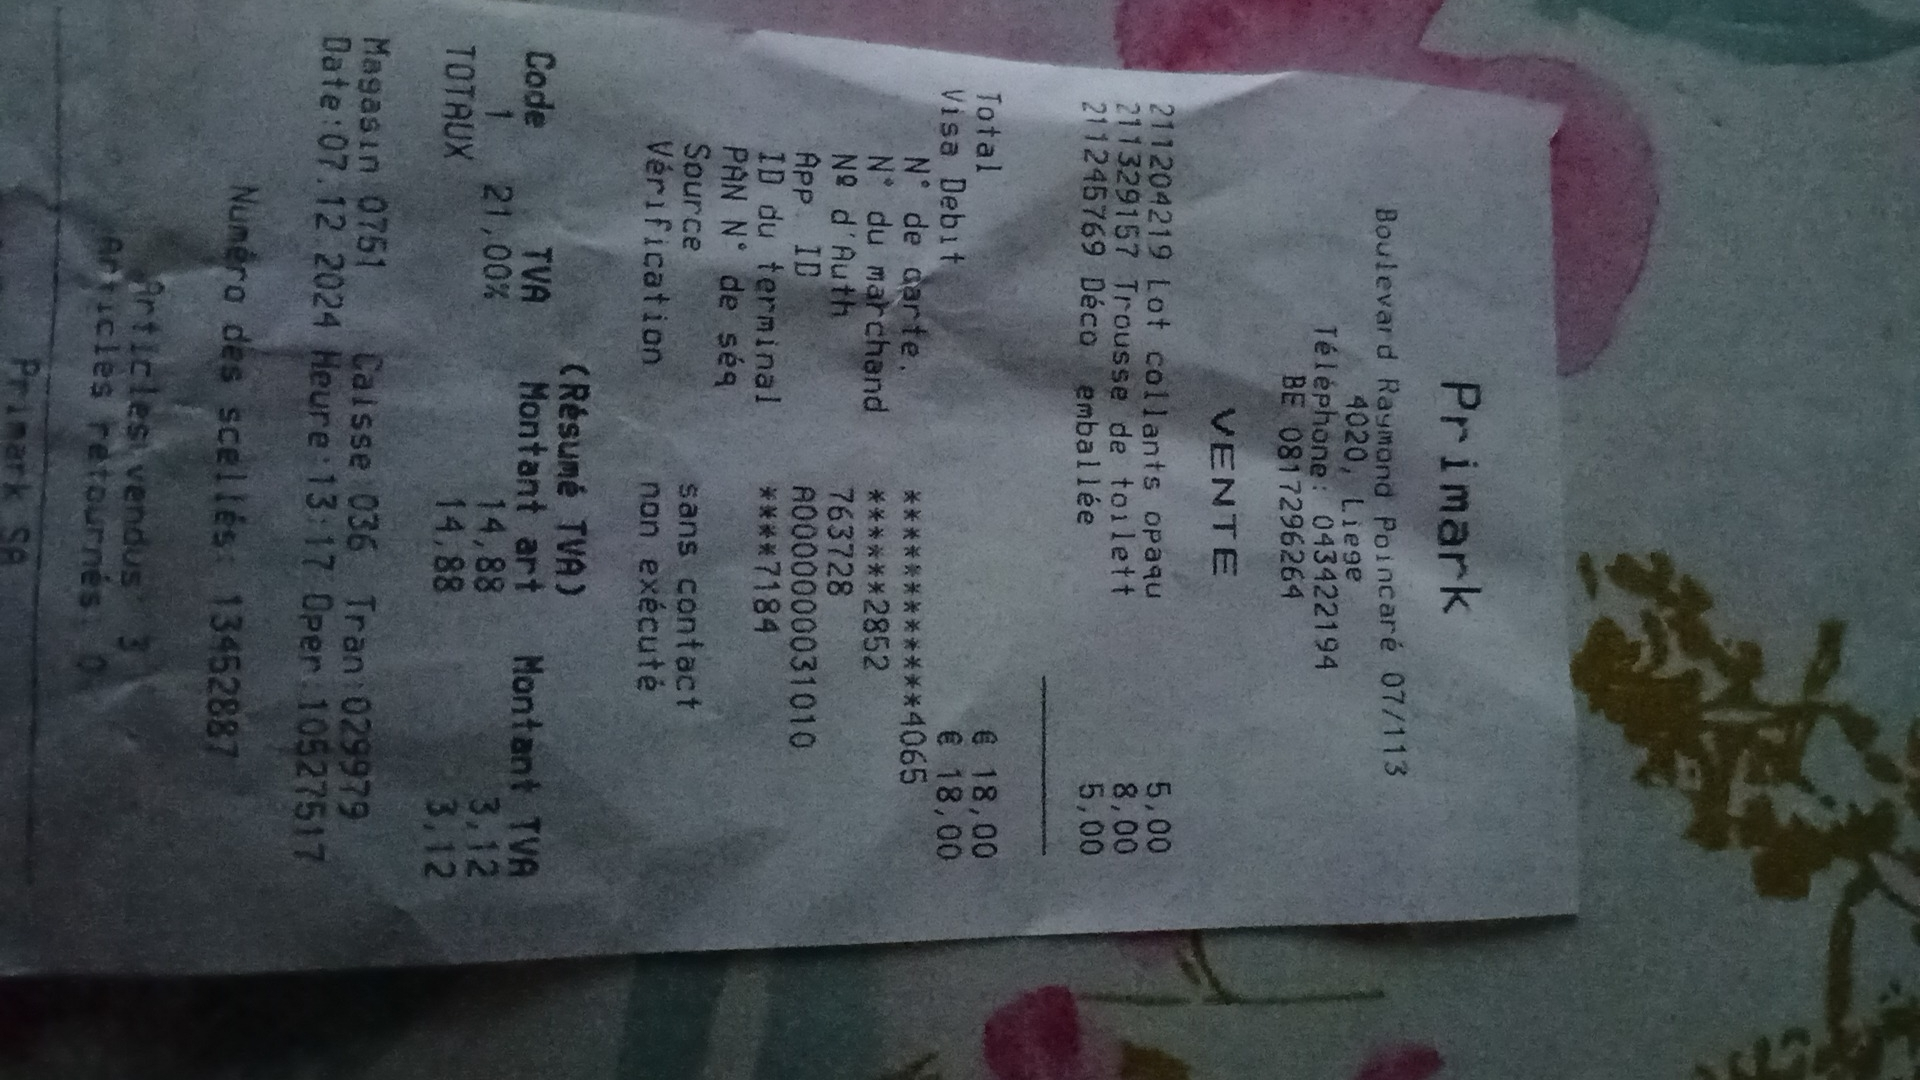 Primark
Boulevard Raymond Poincaré 07/113
4020, Liege
Téléphone: 043422194
BE 0817296264
VENTE
211204219 Lot collants opaqu 5,00
211329157 Trousse de toilett 8,00
211245769 Déco emballée 5,00
Total € 18,00
Visa Debit € 18,00
N° de carte. ************4065
N° du marchand ******2852
Nº d'Auth 763728
App. ID A0000000031010
ID du terminal ****7184
PAN N° de séq
Source sans contact
Vérification non exécuté
(Résumé TVA)
Code TVA Montant art Montant TVA
1 21,00% 14,88 3,12
TOTAUX 14,88 3,12
Magasin 0751 Caisse:036 Tran:029979
Date:07.12.2024 Heure:13:17 Oper:10527517
Numéro des scellés: 13452887
Articles vendus 3
Articles retournés: 0
Primark SA